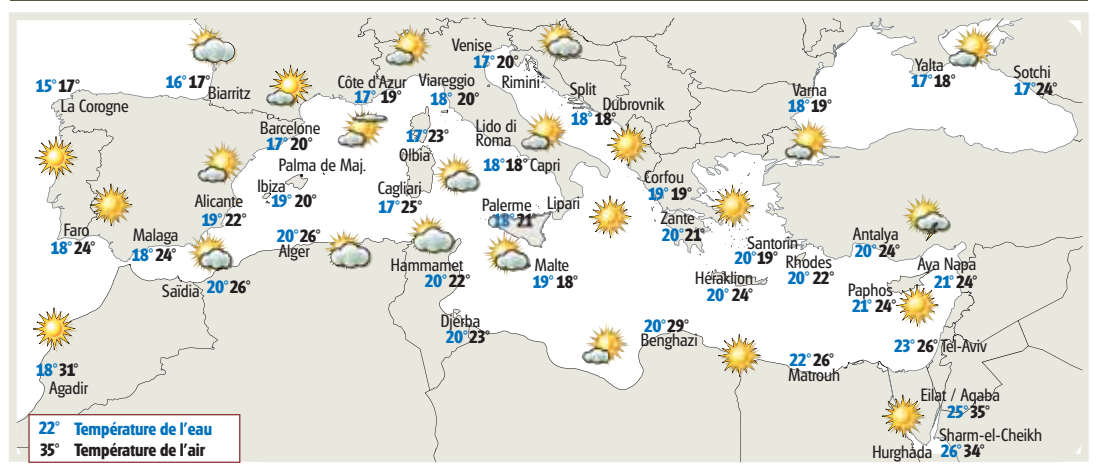 15° 17°
La Corogne
16° 17°
Biarritz
Côte d'Azur
17° 19°
Viareggio
18° 20°
Venise
17° 20°
Rimini
Split
18° 18°
Dubrovnik
Varna
18° 19°
Yalta
17° 18°
Sotchi
17° 24°
Barcelone
17° 20°
17° 23°
Olbia
Lido di
Roma
18° 18°
Capri
Palma de Maj.
Ibiza
19° 20°
Cagliari
17° 25°
Palerme
18° 21°
Lipari
Corfou
19° 19°
Zante
20° 21°
Alicante
19° 22°
Faro
18° 24°
Malaga
18° 24°
20° 26°
Alger
Saïdia
20° 26°
Hammamet
20° 22°
Malte
19° 18°
Santorin
20° 19°
Héraklion
20° 24°
Rhodes
20° 22°
Antalya
20° 24°
Aya Napa
21° 24°
Paphos
21° 24°
Djerba
20° 23°
20° 29°
Benghazi
22° 26°
Matrouh
23° 26°
Tel-Aviv
18° 31°
Agadir
Eilat / Aqaba
25° 35°
Sharm-el-Cheikh
Hurghada
26° 34°
22° Température de l'eau
35° Température de l'air